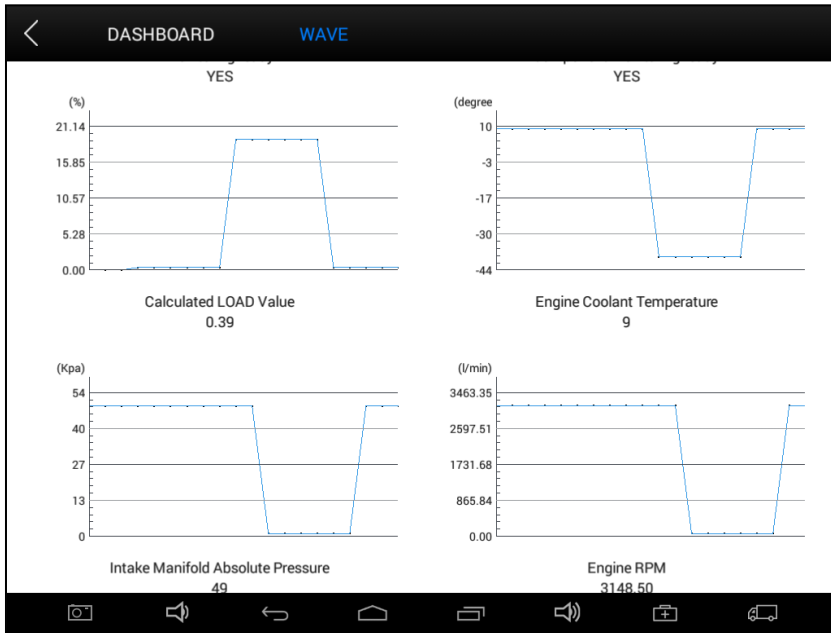 DASHBOARD WAVE
YES YES
(%) (degree
21.14 10
15.85 -3
10.57 -17
5.28 -30
0.00 -44
Calculated LOAD Value Engine Coolant Temperature
0.39 9
(Kpa) (l/min)
54 3463.35
40 2597.51
27 1731.68
13 865.84
0 0.00
Intake Manifold Absolute Pressure Engine RPM
49 3148.50